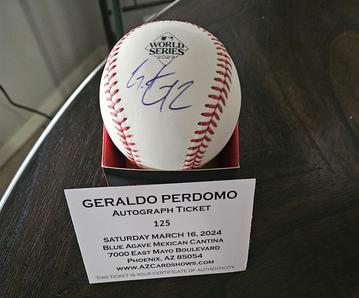 WORLD
SERIES
2023
GERALDO PERDOMO
AUTOGRAPH TICKET
125
SATURDAY MARCH 16, 2024
BLUE AGAVE MEXICAN CANTINA
7000 EAST MAYO BOULEVARD
PHOENIX, AZ 85054
WWW.AZCARDSHOWS.COM
THIS TICKET IS YOUR CERTIFICATE OF AUTHENTICITY